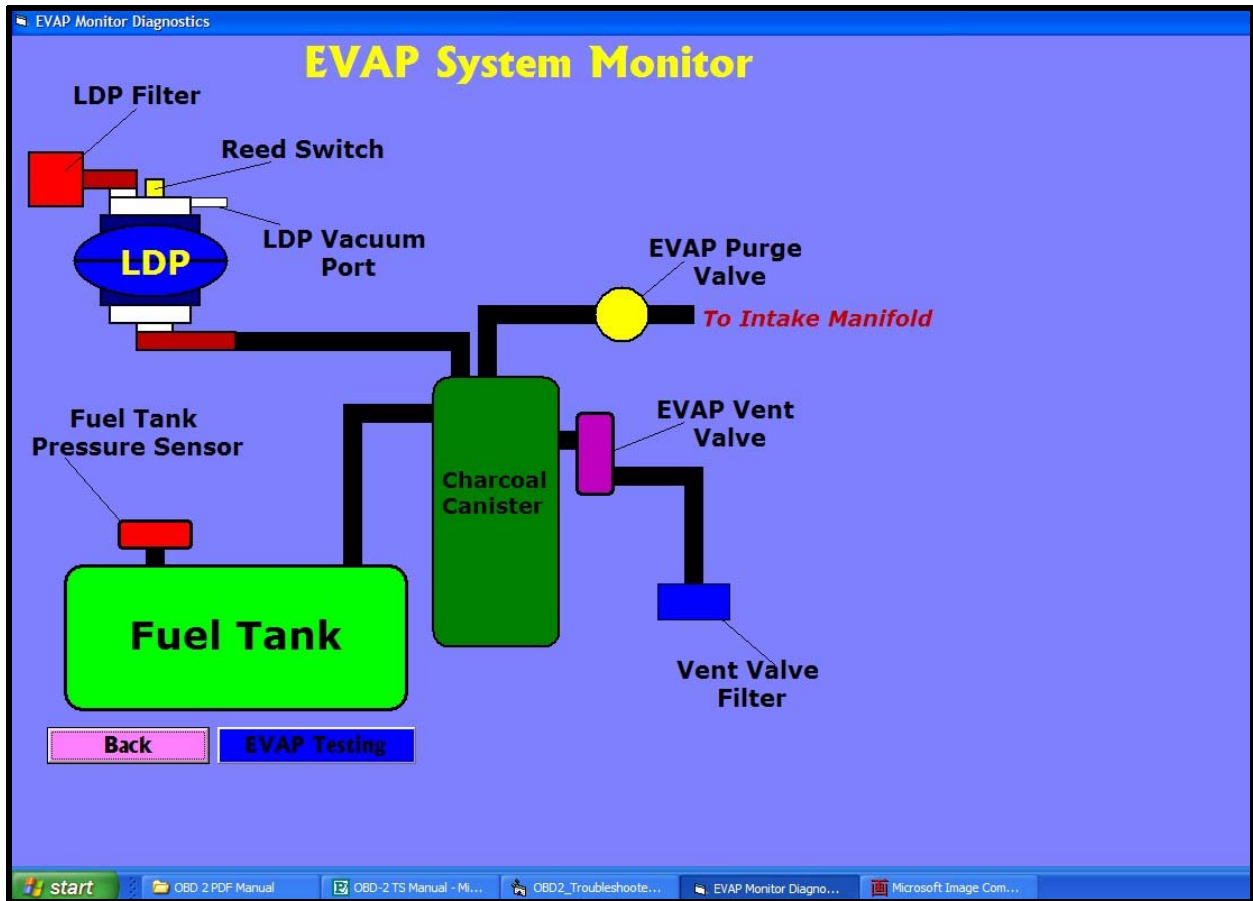 EVAP Monitor Diagnostics
EVAP System Monitor
LDP Filter
Reed Switch
LDP Vacuum
Port
LDP
EVAP Purge
Valve
To Intake Manifold
Fuel Tank
Pressure Sensor
EVAP Vent
Valve
Charcoal
Canister
Fuel Tank
Vent Valve
Filter
Back
EVAP Testing
start
OBD 2 PDF Manual
OBD-2 TS Manual - Mi...
OBD2_Troubleshoote...
EVAP Monitor Diagno...
Microsoft Image Com...